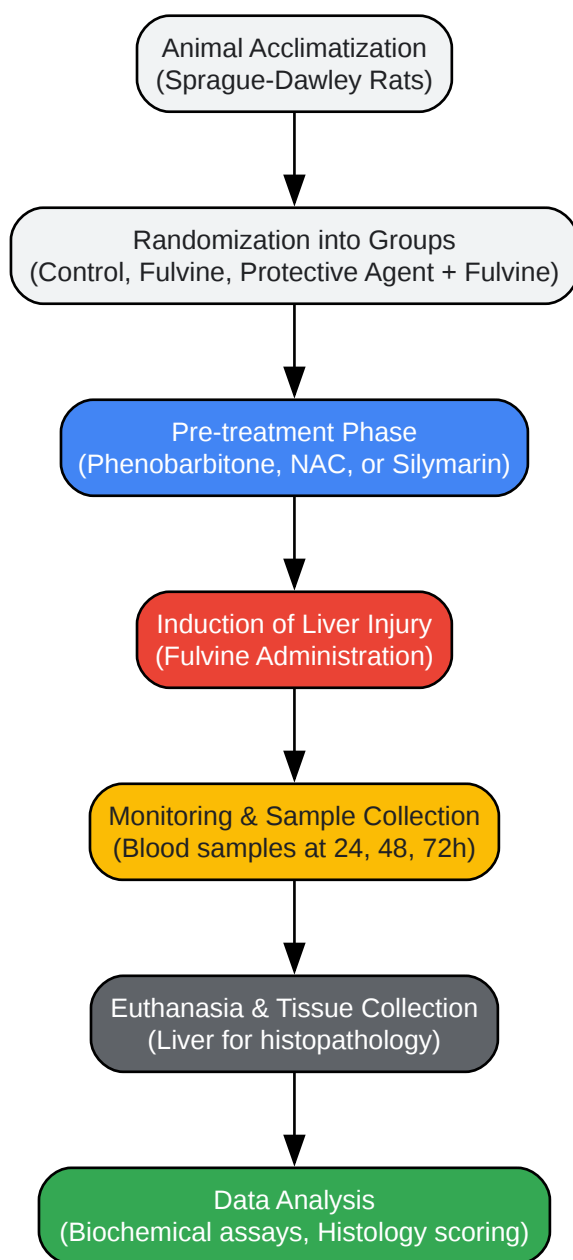 Animal Acclimatization
(Sprague-Dawley Rats)
Randomization into Groups
(Control, Fulvine, Protective Agent + Fulvine)
Pre-treatment Phase
(Phenobarbitone, NAC, or Silymarin)
Induction of Liver Injury
(Fulvine Administration)
Monitoring & Sample Collection
(Blood samples at 24, 48, 72h)
Euthanasia & Tissue Collection
(Liver for histopathology)
Data Analysis
(Biochemical assays, Histology scoring)